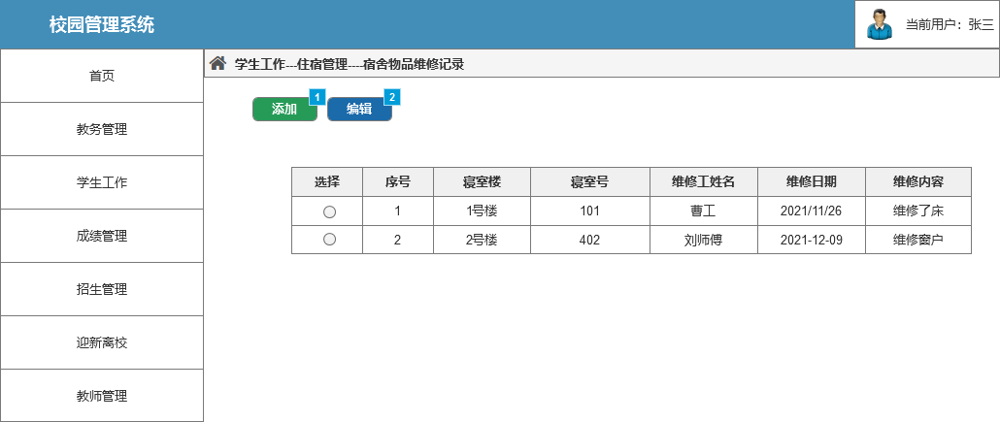 校园管理系统
当前用户：张三
首页
教务管理
学生工作
成绩管理
招生管理
迎新离校
教师管理
学生工作---住宿管理----宿舍物品维修记录
添加 1 编辑 2
选择 序号 寝室楼 寝室号 维修工姓名 维修日期 维修内容
1 1号楼 101 曹工 2021/11/26 维修了床
2 2号楼 402 刘师傅 2021-12-09 维修窗户